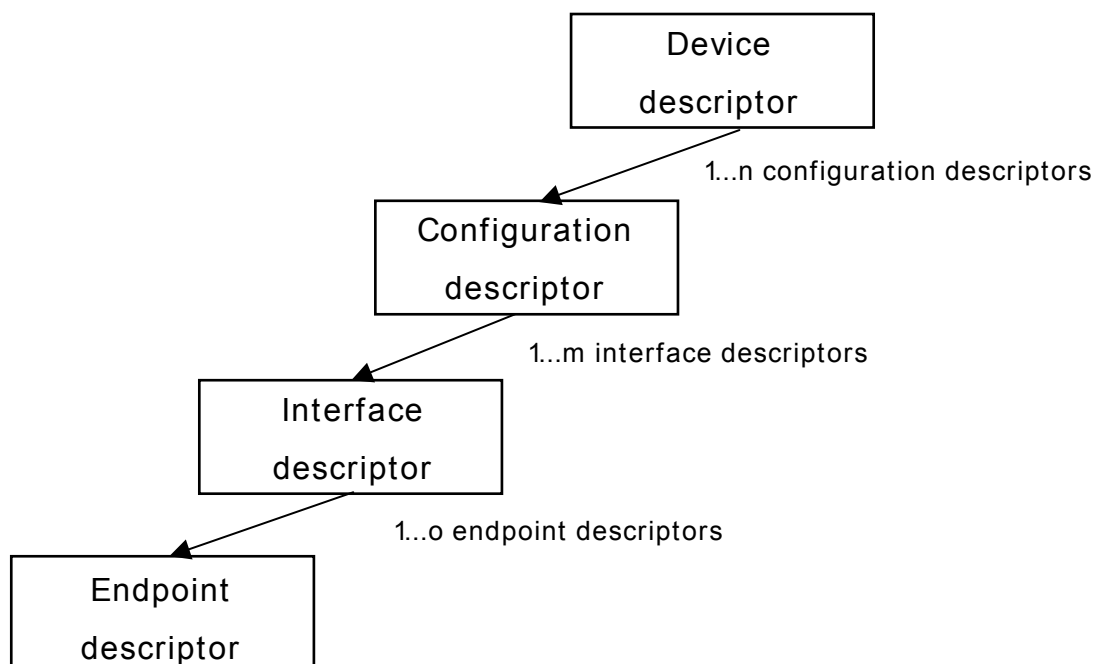 Device
descriptor
1...n configuration descriptors
Configuration
descriptor
1...m interface descriptors
Interface
descriptor
1...o endpoint descriptors
Endpoint
descriptor